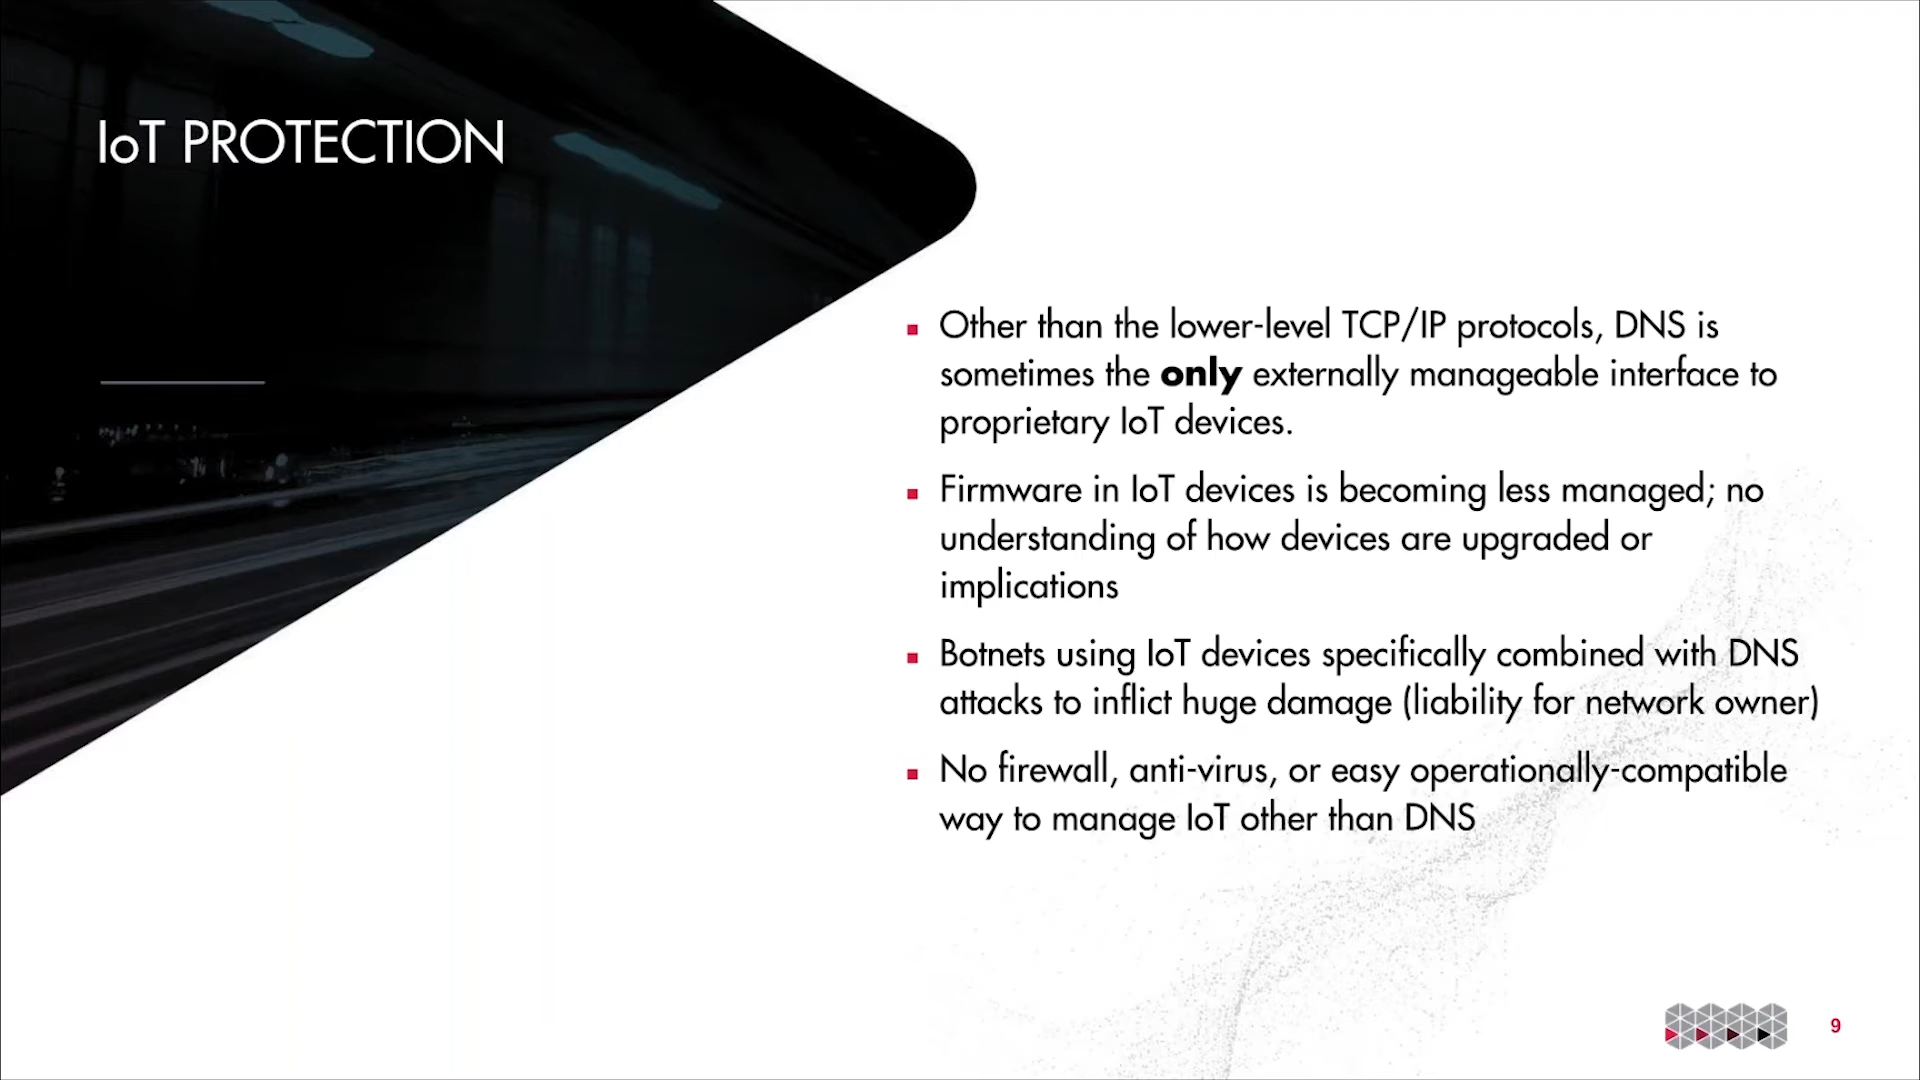 IoT PROTECTION
Other than the lower-level TCP/IP protocols, DNS is
sometimes the only externally manageable interface to
proprietary IoT devices.
Firmware in IoT devices is becoming less managed; no
understanding of how devices are upgraded or
implications
Botnets using IoT devices specifically combined with DNS
attacks to inflict huge damage (liability for network owner)
No firewall, anti-virus, or easy operationally-compatible
way to manage IoT other than DNS
9